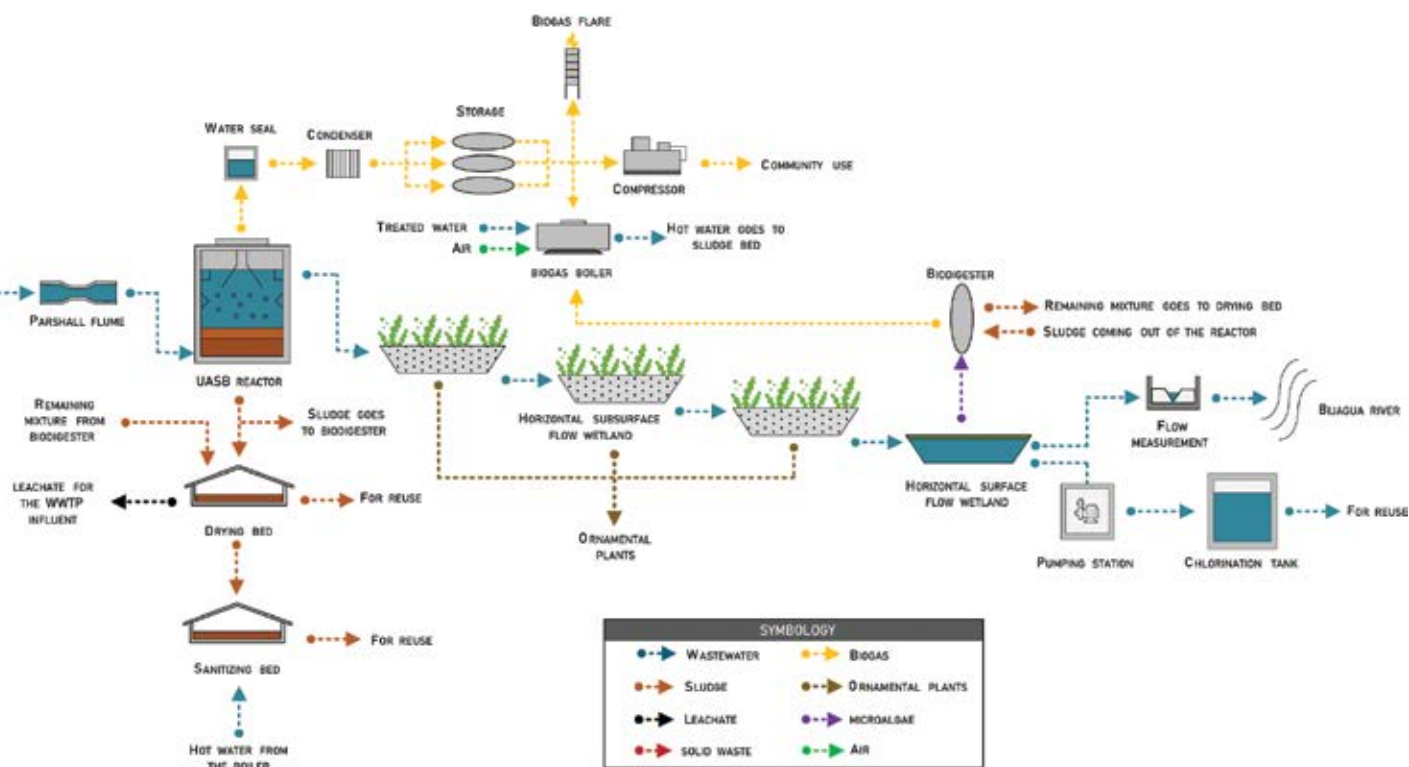 BIOGAS FLARE
STORAGE
WATER SEAL
CONDENSER
COMPRESSOR
COMMUNITY USE
TREATED WATER
AIR
HOT WATER GOES TO
SLUDGE BED
BIOGAS BOILER
BIODIGESTER
REMAINING MIXTURE GOES TO DRYING BED
SLUDGE COMING OUT OF THE REACTOR
PARSHALL FLUME
UASB REACTOR
REMAINING
MIXTURE FROM
BIODIGESTER
SLUDGE GOES
TO BIODIGESTER
HORIZONTAL SUBSURFACE
FLOW WETLAND
FLOW
MEASUREMENT
BIJAGUA RIVER
LEACHATE FOR
THE WWTP
INFLUENT
FOR REUSE
DRYING BED
HORIZONTAL SURFACE
FLOW WETLAND
FOR REUSE
ORNAMENTAL
PLANTS
PUMPING STATION
CHLORINATION TANK
FOR REUSE
SANITIZING BED
HOT WATER FROM
THE BOILER
SYMBOLOGY
WASTEWATER
BIOGAS
SLUDGE
ORNAMENTAL PLANTS
LEACHATE
MICROALGAE
SOLID WASTE
AIR